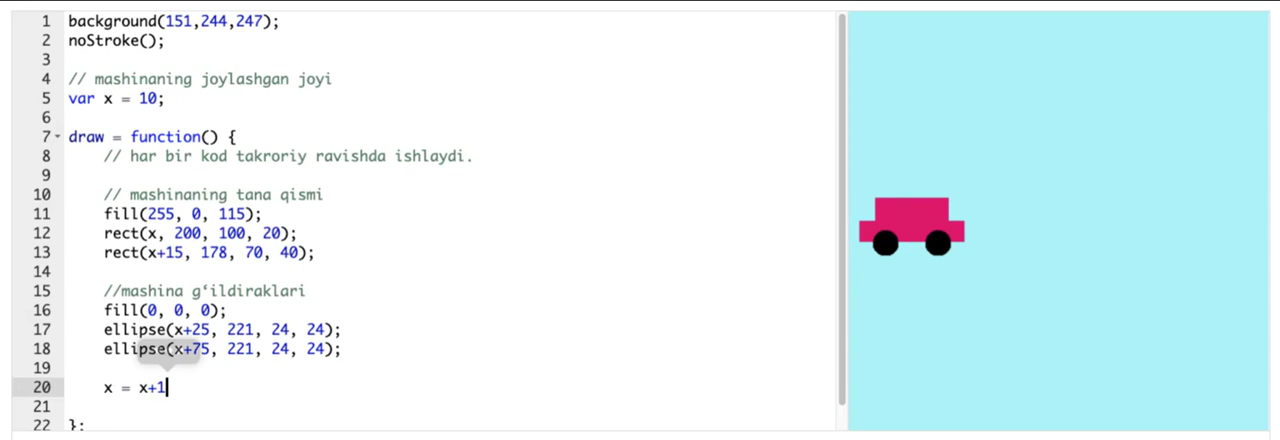 1 background(151,244,247);
2 noStroke();
3
4 // mashinaning joylashgan joyi
5 var x = 10;
6
7 draw = function() {
8 // har bir kod takroriy ravishda ishlaydi.
9
10 // mashinaning tana qismi
11 fill(255, 0, 115);
12 rect(x, 200, 100, 20);
13 rect(x+15, 178, 70, 40);
14
15 //mashina g‘ildiraklari
16 fill(0, 0, 0);
17 ellipse(x+25, 221, 24, 24);
18 ellipse(x+75, 221, 24, 24);
19
20 x = x+1
21
22 };